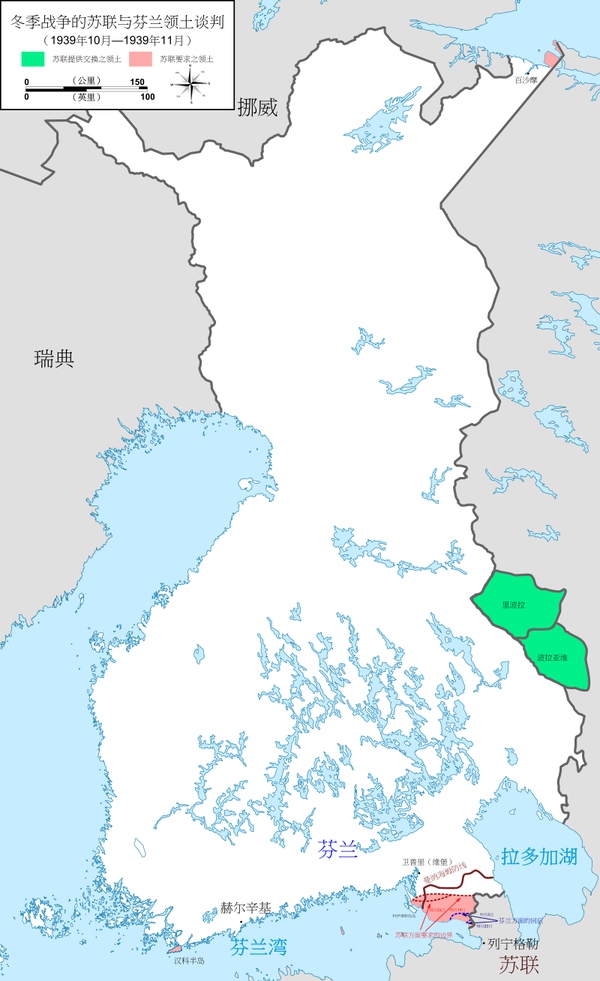 冬季战争的苏联与芬兰领土谈判
（1939年10月—1939年11月）
苏联提供交换之领土 苏联要求之领土
0 （公里） 150
0 （英里） 100
挪威
百沙摩
瑞典
里波拉
波拉亚维
芬兰
卫普里（维堡）
曼纳海姆防线
拉多加湖
赫尔辛基
芬兰方面的回应
苏联方面要求的边界
芬兰湾
列宁格勒
汉科半岛
苏联